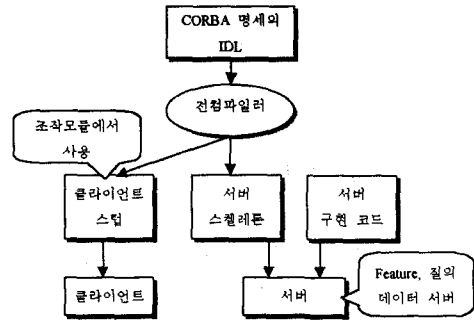 CORBA 명세의
IDL
전컴파일러
조작모듈에서
사용
클라이언트
스텁
서버
스켈레톤
서버
구현 코드
클라이언트
서버
Feature, 질의
데이터 서버